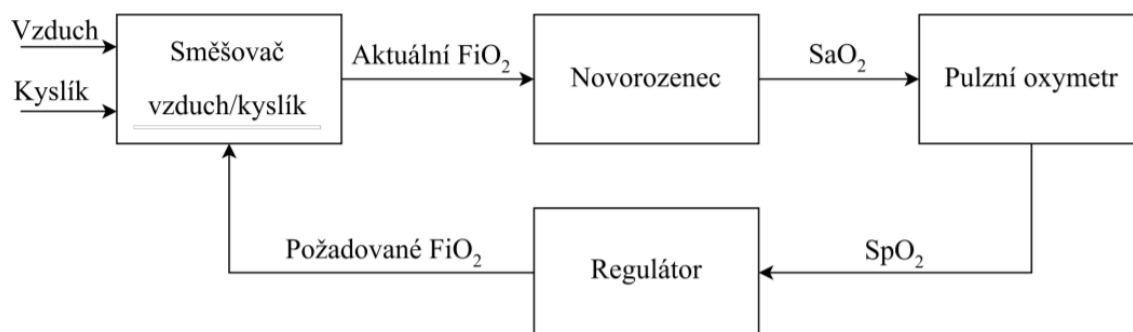 Vzduch
Kyslík
Směšovač
vzduch/kyslík
Aktuální FiO₂
Novorozenec
SaO₂
Pulzní oxymetr
Požadované FiO₂
Regulátor
SpO₂